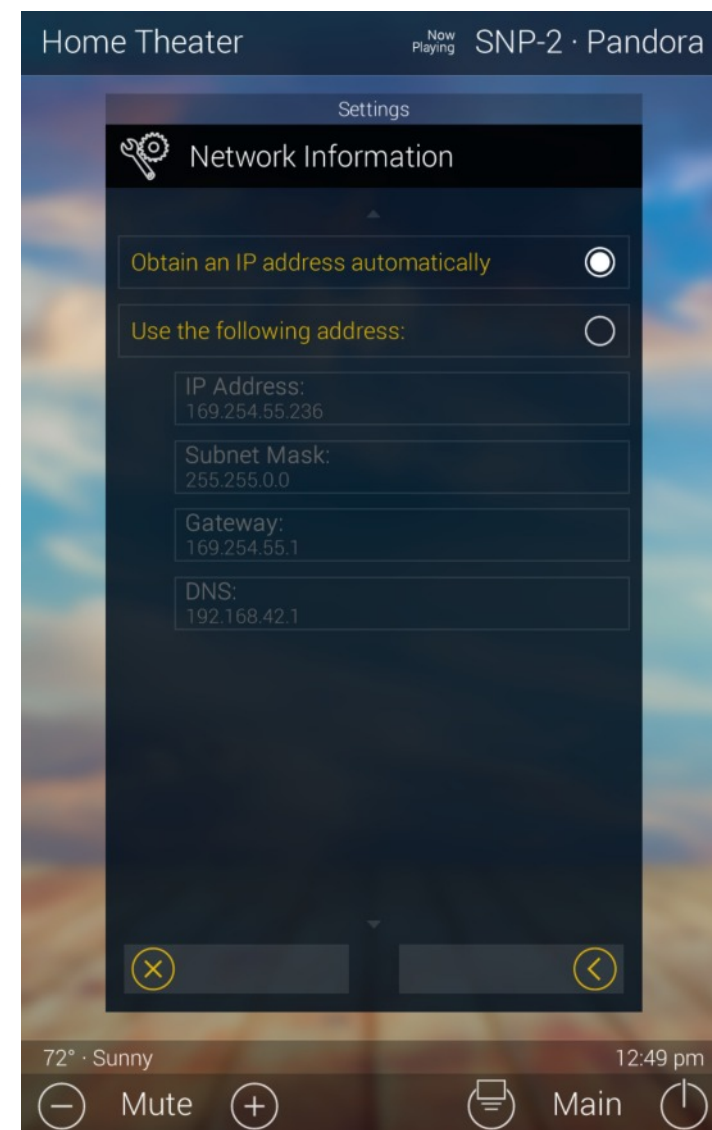 Home Theater
Now Playing SNP-2 · Pandora
Settings
Network Information
Obtain an IP address automatically
Use the following address:
IP Address:
169.254.55.236
Subnet Mask:
255.255.0.0
Gateway:
169.254.55.1
DNS:
192.168.42.1
72° · Sunny
12:49 pm
Mute
Main